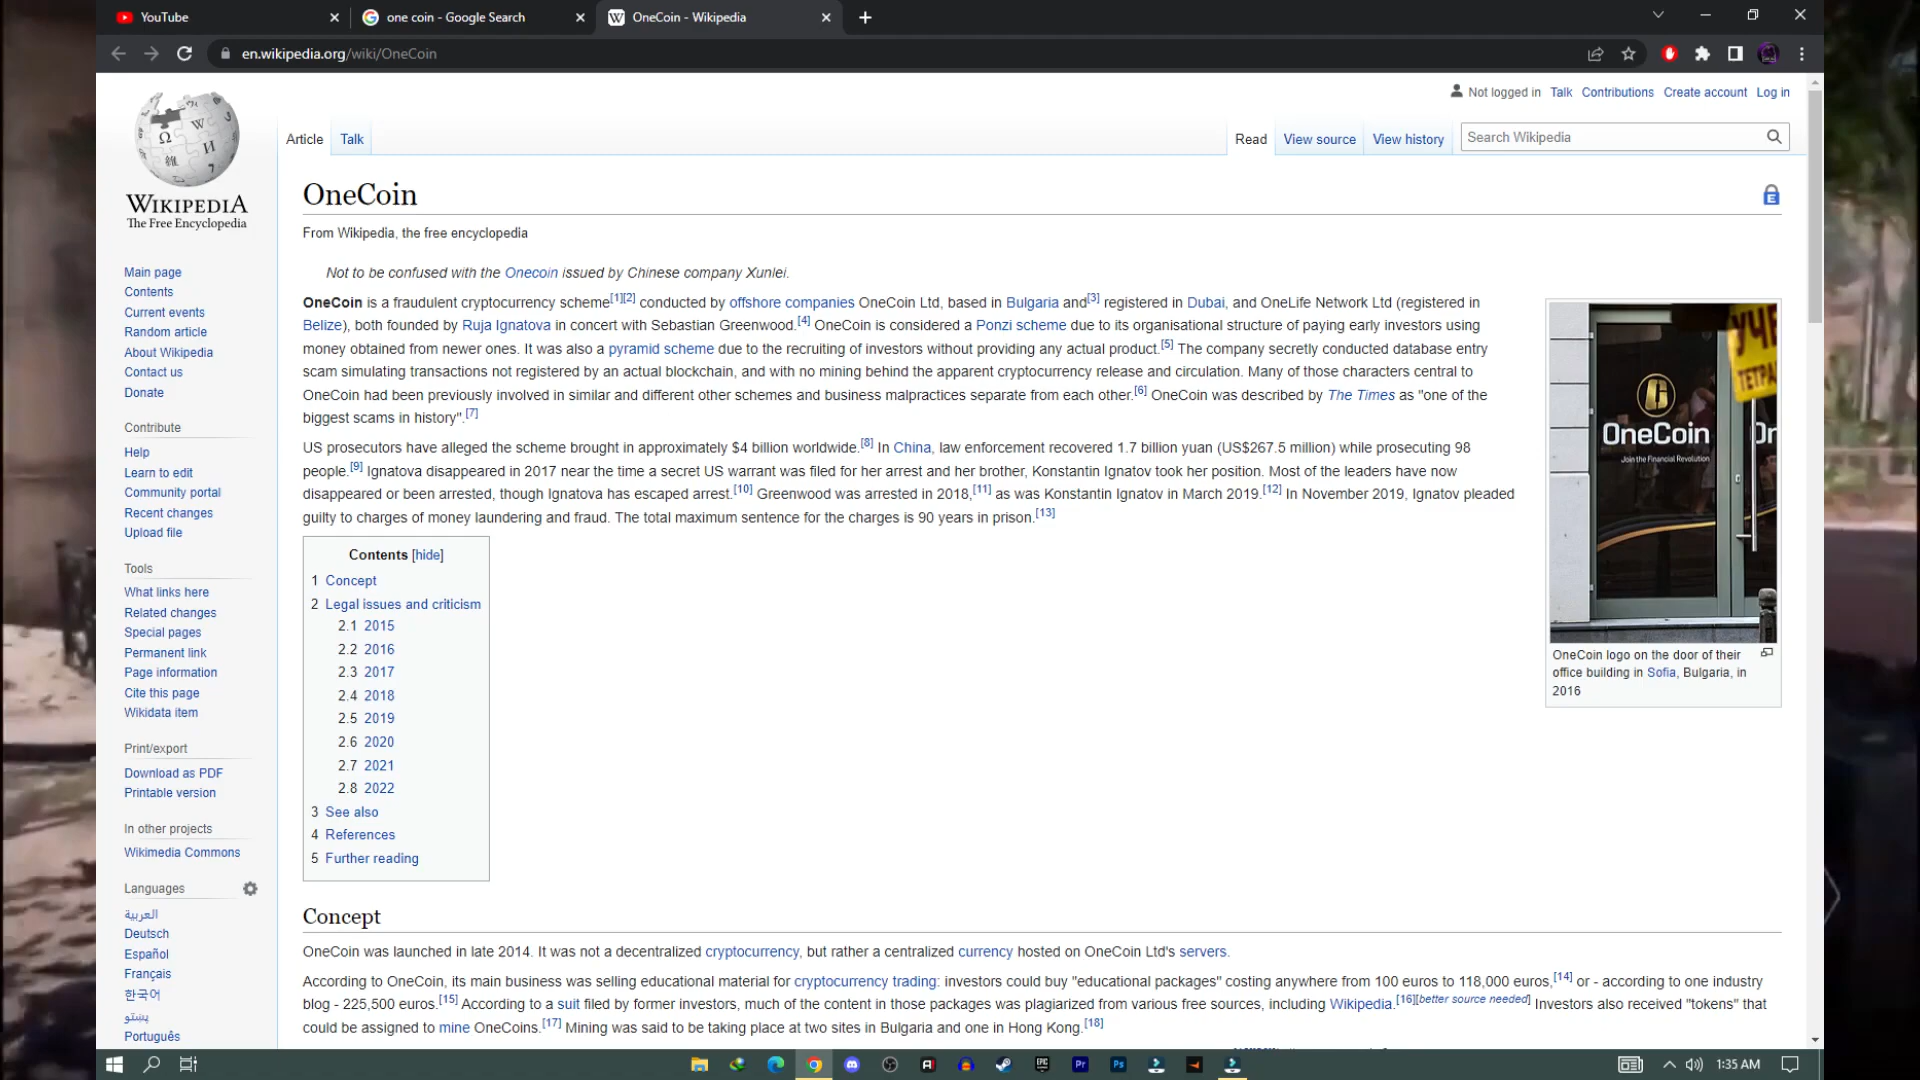 YouTube
one coin - Google Search
OneCoin - Wikipedia
en.wikipedia.org/wiki/OneCoin
Not logged in Talk Contributions Create account Log in
Article Talk
Read View source View history Search Wikipedia
WIKIPEDIA
The Free Encyclopedia
Main page
Contents
Current events
Random article
About Wikipedia
Contact us
Donate
Contribute
Help
Learn to edit
Community portal
Recent changes
Upload file
Tools
What links here
Related changes
Special pages
Permanent link
Page information
Cite this page
Wikidata item
Print/export
Download as PDF
Printable version
In other projects
Wikimedia Commons
Languages
العربية
Deutsch
Español
Français
한국어
پښتو
Português
OneCoin
From Wikipedia, the free encyclopedia
Not to be confused with the Onecoin issued by Chinese company Xunlei.
OneCoin is a fraudulent cryptocurrency scheme[1][2] conducted by offshore companies OneCoin Ltd, based in Bulgaria and[3] registered in Dubai, and OneLife Network Ltd (registered in
Belize), both founded by Ruja Ignatova in concert with Sebastian Greenwood.[4] OneCoin is considered a Ponzi scheme due to its organisational structure of paying early investors using
money obtained from newer ones. It was also a pyramid scheme due to the recruiting of investors without providing any actual product.[5] The company secretly conducted database entry
scam simulating transactions not registered by an actual blockchain, and with no mining behind the apparent cryptocurrency release and circulation. Many of those characters central to
OneCoin had been previously involved in similar and different other schemes and business malpractices separate from each other.[6] OneCoin was described by The Times as "one of the
biggest scams in history".[7]
US prosecutors have alleged the scheme brought in approximately $4 billion worldwide.[8] In China, law enforcement recovered 1.7 billion yuan (US$267.5 million) while prosecuting 98
people.[9] Ignatova disappeared in 2017 near the time a secret US warrant was filed for her arrest and her brother, Konstantin Ignatov took her position. Most of the leaders have now
disappeared or been arrested, though Ignatova has escaped arrest.[10] Greenwood was arrested in 2018,[11] as was Konstantin Ignatov in March 2019.[12] In November 2019, Ignatov pleaded
guilty to charges of money laundering and fraud. The total maximum sentence for the charges is 90 years in prison.[13]
OneCoin
Join the Financial Revolution
OneCoin logo on the door of their
office building in Sofia, Bulgaria, in
2016
Contents [hide]
1 Concept
2 Legal issues and criticism
2.1 2015
2.2 2016
2.3 2017
2.4 2018
2.5 2019
2.6 2020
2.7 2021
2.8 2022
3 See also
4 References
5 Further reading
Concept
OneCoin was launched in late 2014. It was not a decentralized cryptocurrency, but rather a centralized currency hosted on OneCoin Ltd's servers.
According to OneCoin, its main business was selling educational material for cryptocurrency trading: investors could buy "educational packages" costing anywhere from 100 euros to 118,000 euros,[14] or - according to one industry
blog - 225,500 euros.[15] According to a suit filed by former investors, much of the content in those packages was plagiarized from various free sources, including Wikipedia.[16][better source needed] Investors also received "tokens" that
could be assigned to mine OneCoins.[17] Mining was said to be taking place at two sites in Bulgaria and one in Hong Kong.[18]
1:35 AM